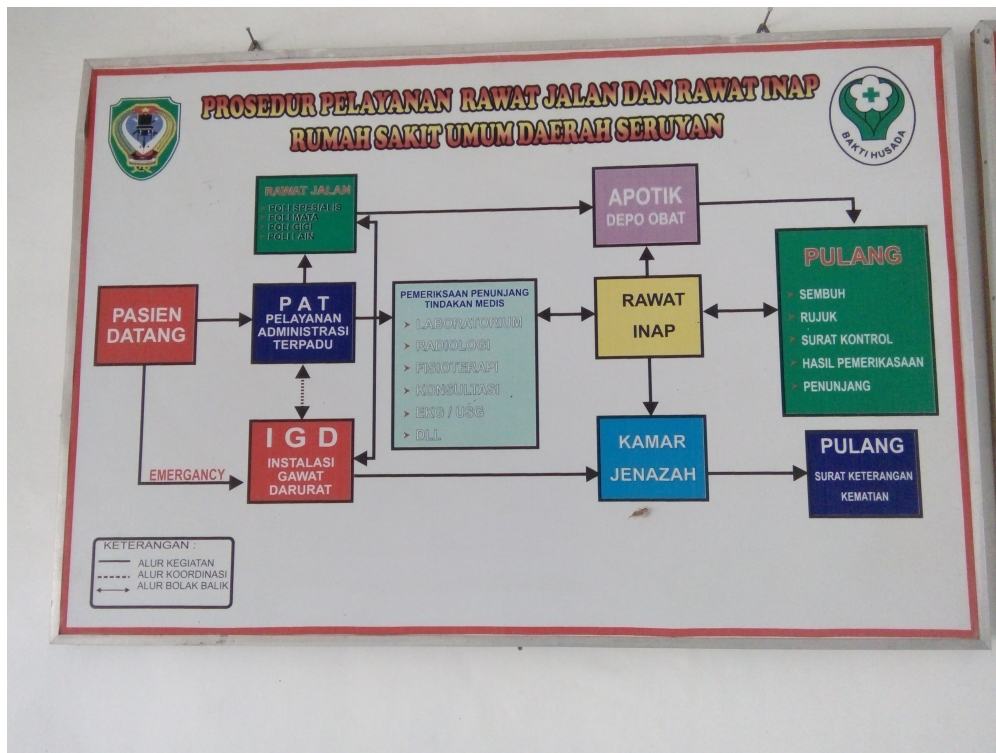 PROSEDUR PELAYANAN RAWAT JALAN DAN RAWAT INAP
RUMAH SAKIT UMUM DAERAH SERUYAN
BAKTI HUSADA
RAWAT JALAN
POLI SPESIALIS
POLI MATA
POLI GIGI
POLI LAIN
APOTIK
DEPO OBAT
PASIEN
DATANG
P A T
PELAYANAN
ADMINISTRASI
TERPADU
PEMERIKSAAN PENUNJANG
TINDAKAN MEDIS
LABORATORIUM
RADIOLOGI
FISIOTERAPI
KONSULTASI
EKG / USG
DLL
RAWAT
INAP
PULANG
SEMBUH
RUJUK
SURAT KONTROL
HASIL PEMERIKASAAN
PENUNJANG
EMERGANCY
I G D
INSTALASI
GAWAT
DARURAT
KAMAR
JENAZAH
PULANG
SURAT KETERANGAN
KEMATIAN
KETERANGAN :
ALUR KEGIATAN
ALUR KOORDINASI
ALUR BOLAK BALIK